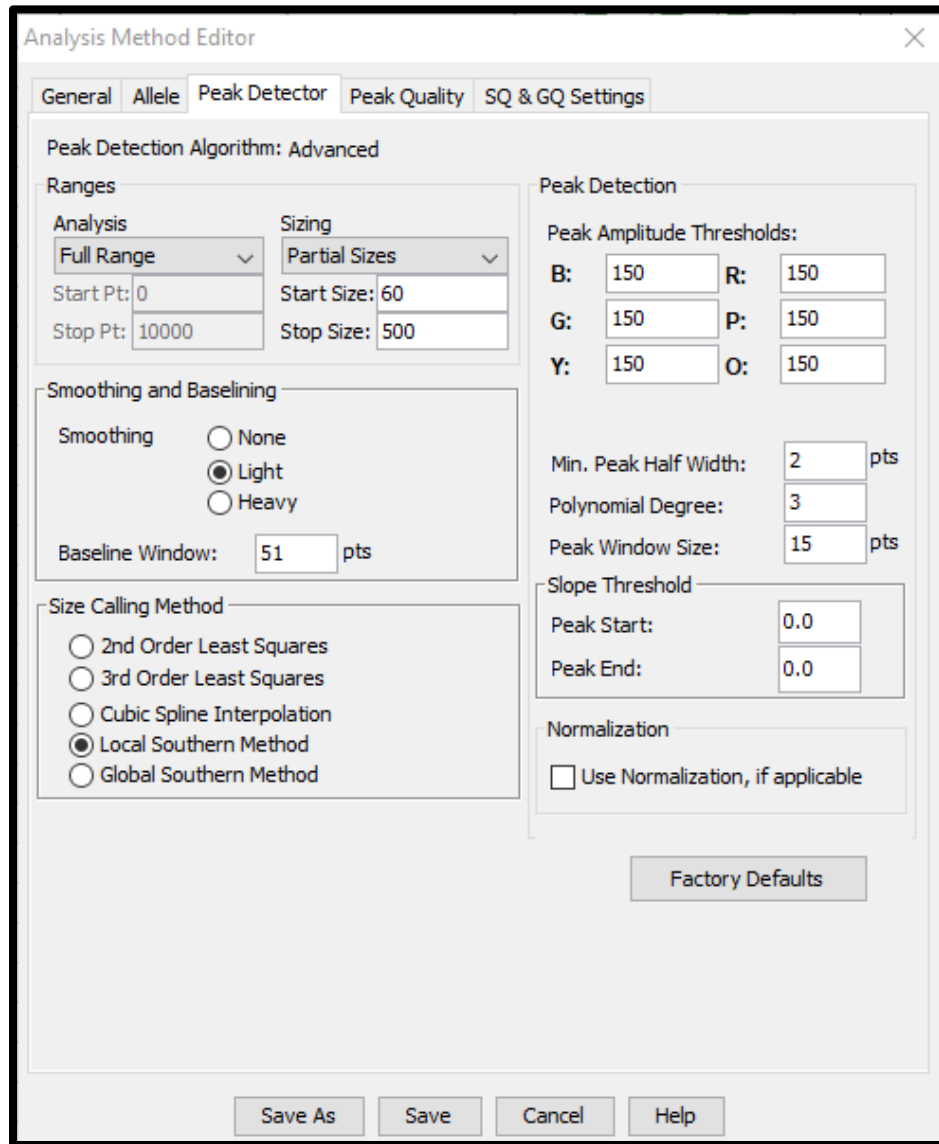 Analysis Method Editor
General Allele Peak Detector Peak Quality SQ & GQ Settings
Peak Detection Algorithm: Advanced
Ranges
Analysis Sizing
Full Range Partial Sizes
Start Pt: 0 Start Size: 60
Stop Pt: 10000 Stop Size: 500
Smoothing and Baselining
Smoothing None
Light
Heavy
Baseline Window: 51 pts
Size Calling Method
2nd Order Least Squares
3rd Order Least Squares
Cubic Spline Interpolation
Local Southern Method
Global Southern Method
Peak Detection
Peak Amplitude Thresholds:
B: 150 R: 150
G: 150 P: 150
Y: 150 O: 150
Min. Peak Half Width: 2 pts
Polynomial Degree: 3
Peak Window Size: 15 pts
Slope Threshold
Peak Start: 0.0
Peak End: 0.0
Normalization
Use Normalization, if applicable
Factory Defaults
Save As Save Cancel Help